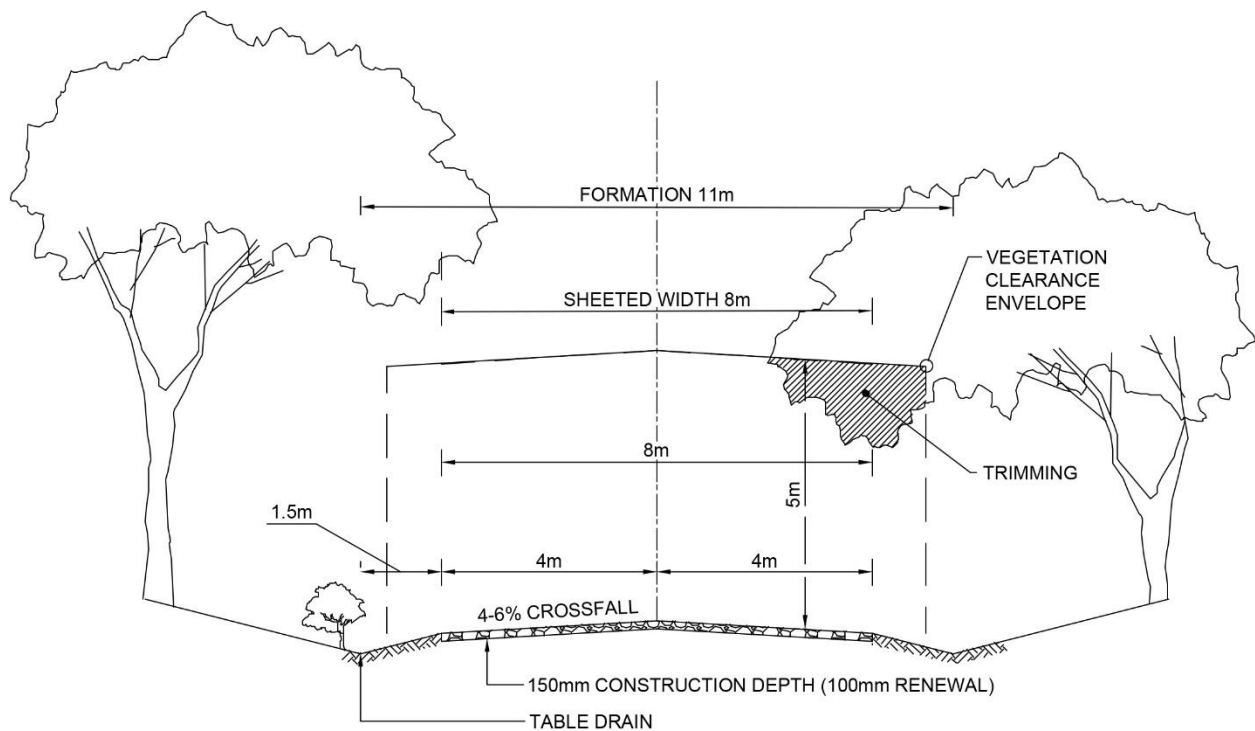 FORMATION 11m
VEGETATION
CLEARANCE
ENVELOPE
SHEETED WIDTH 8m
8m
TRIMMING
5m
1.5m
4m
4m
4-6% CROSSFALL
150mm CONSTRUCTION DEPTH (100mm RENEWAL)
TABLE DRAIN